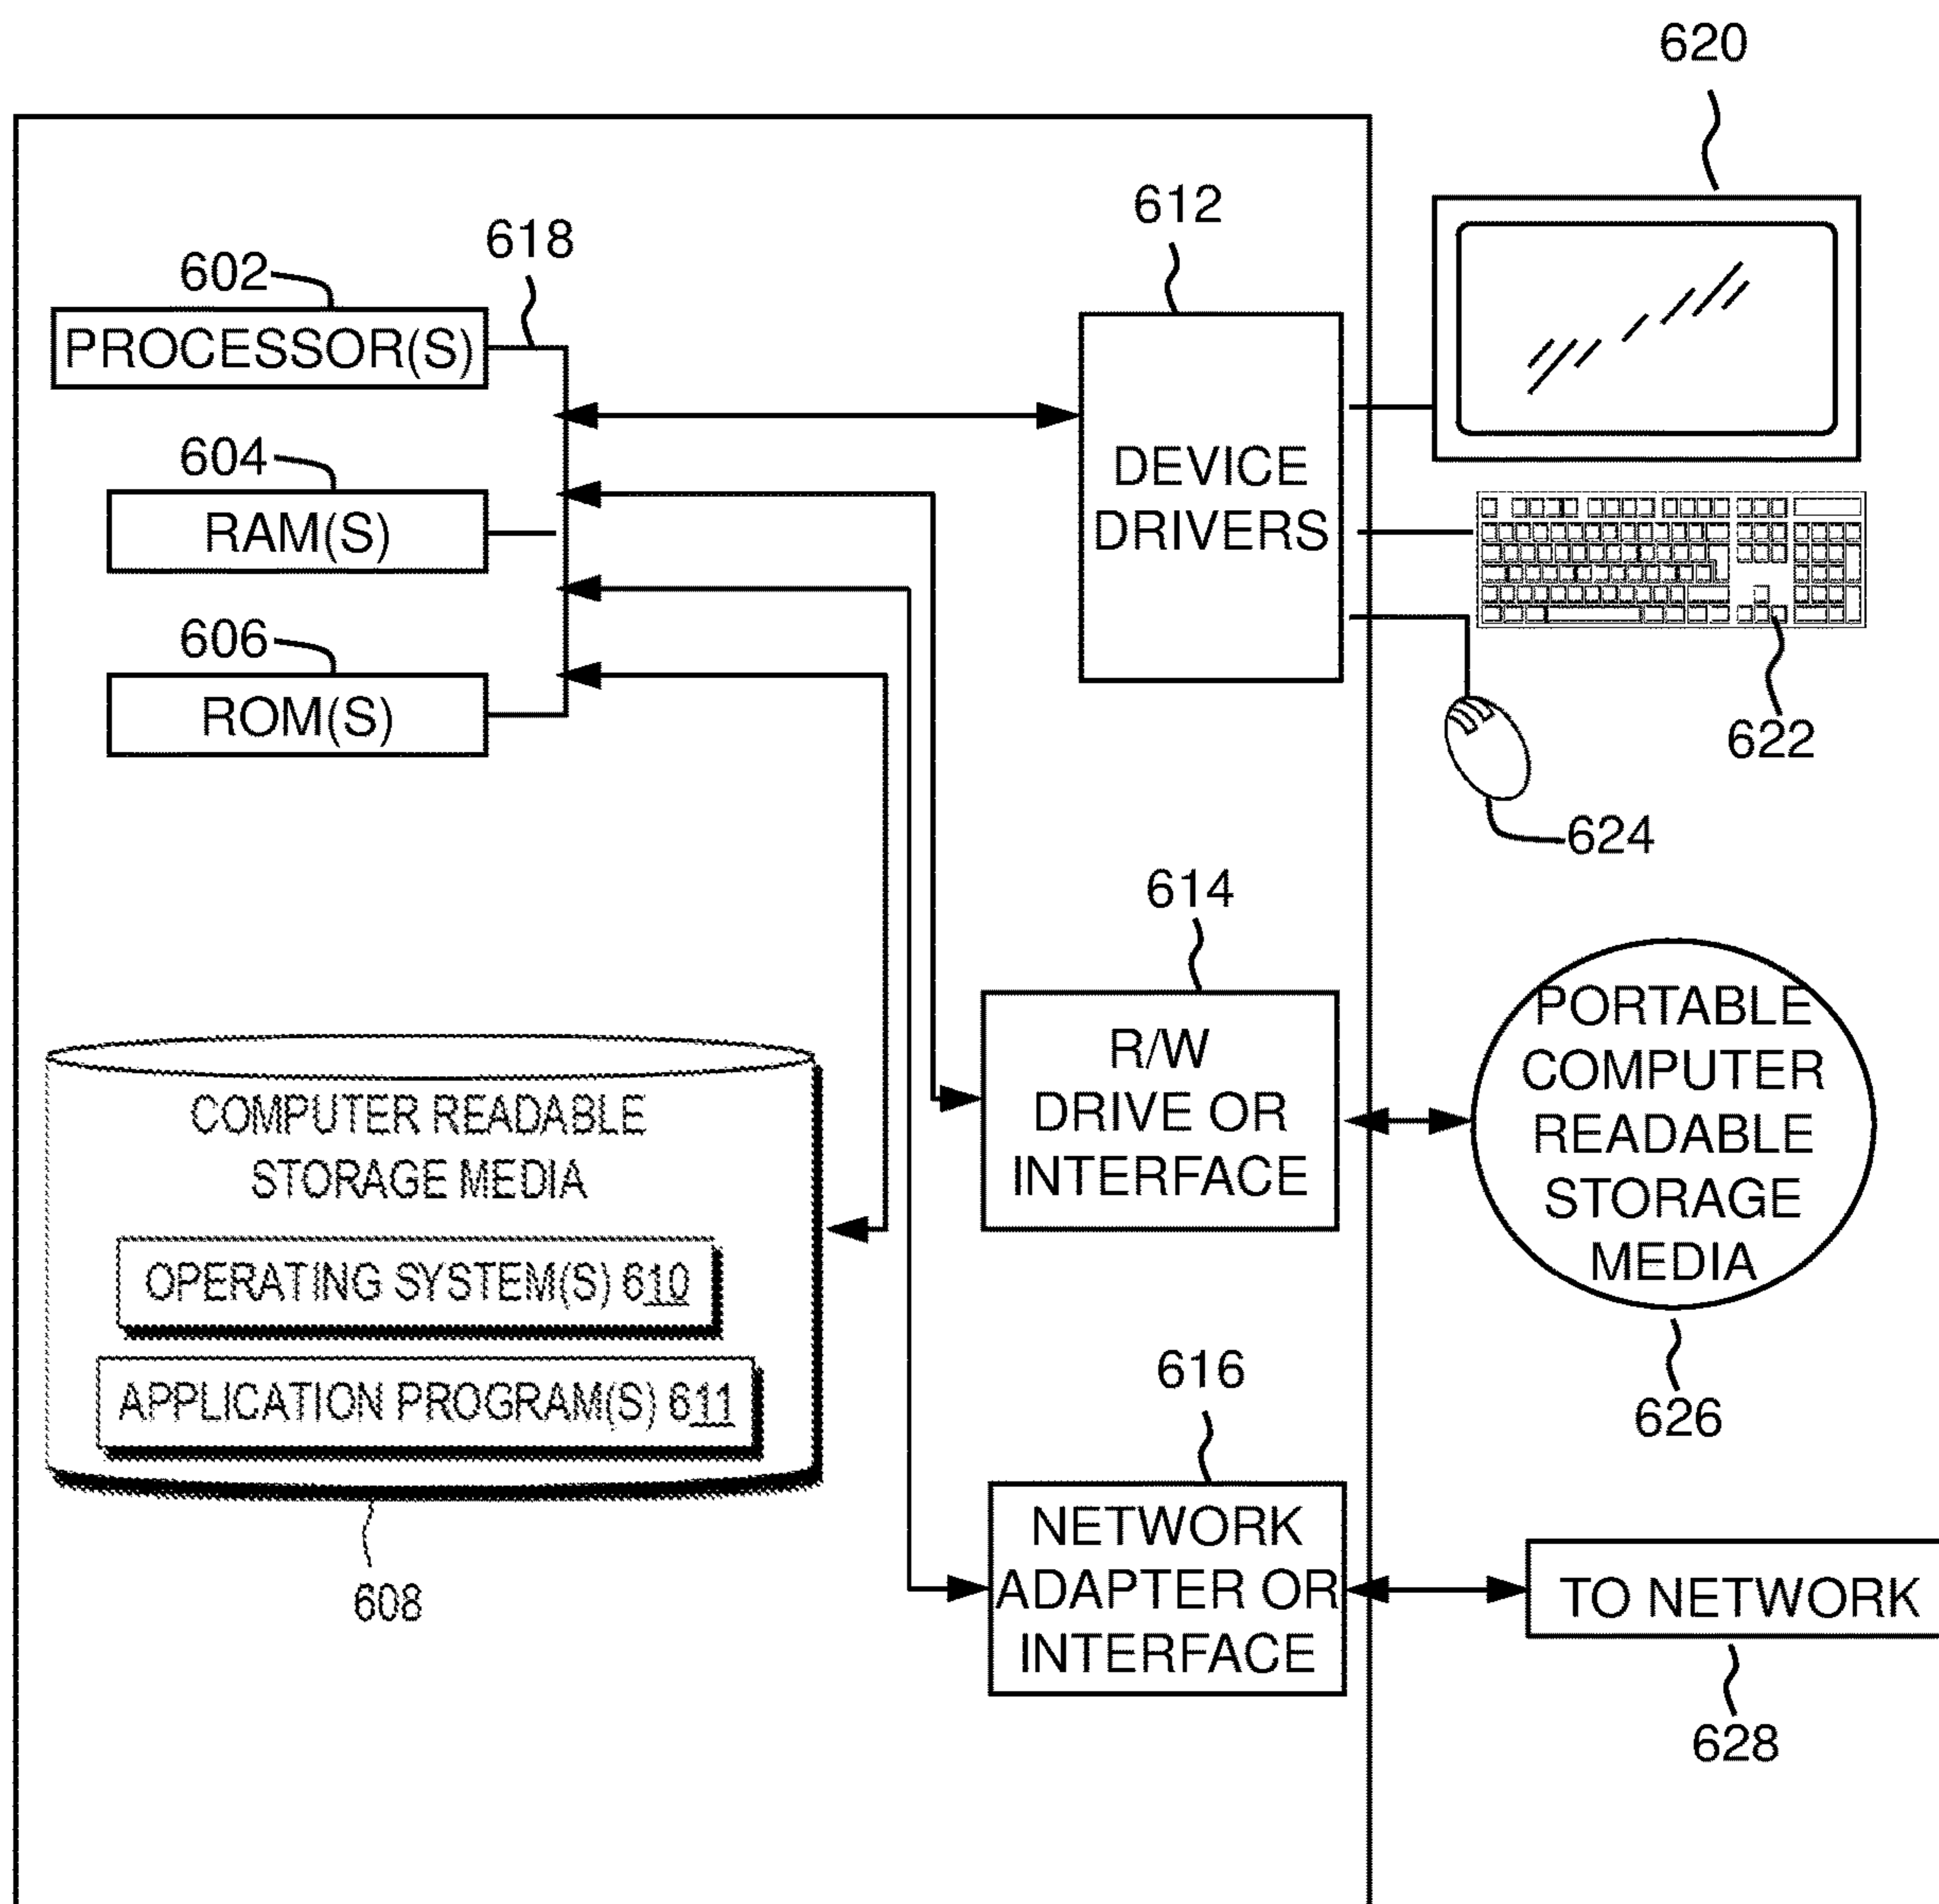 620
612
618
602
PROCESSOR(S)
604
RAM(S)
606
ROM(S)
DEVICE
DRIVERS
622
624
614
R/W
DRIVE OR
INTERFACE
PORTABLE
COMPUTER
READABLE
STORAGE
MEDIA
626
COMPUTER READABLE
STORAGE MEDIA
OPERATING SYSTEM(S) 610
APPLICATION PROGRAM(S) 611
608
616
NETWORK
ADAPTER OR
INTERFACE
TO NETWORK
628